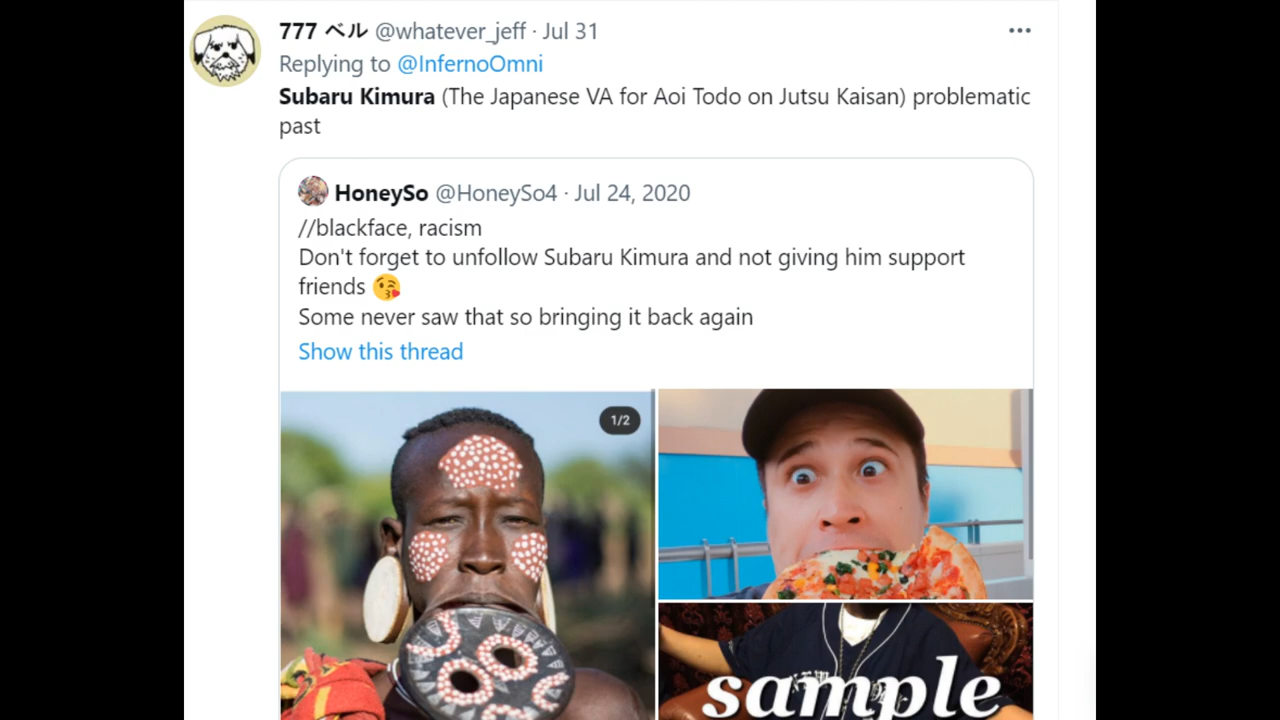 777 ベル @whatever_jeff · Jul 31
Replying to @InfernoOmni
Subaru Kimura (The Japanese VA for Aoi Todo on Jutsu Kaisan) problematic
past
HoneySo @HoneySo4 · Jul 24, 2020
//blackface, racism
Don't forget to unfollow Subaru Kimura and not giving him support
friends 😘
Some never saw that so bringing it back again
Show this thread
1/2
sample